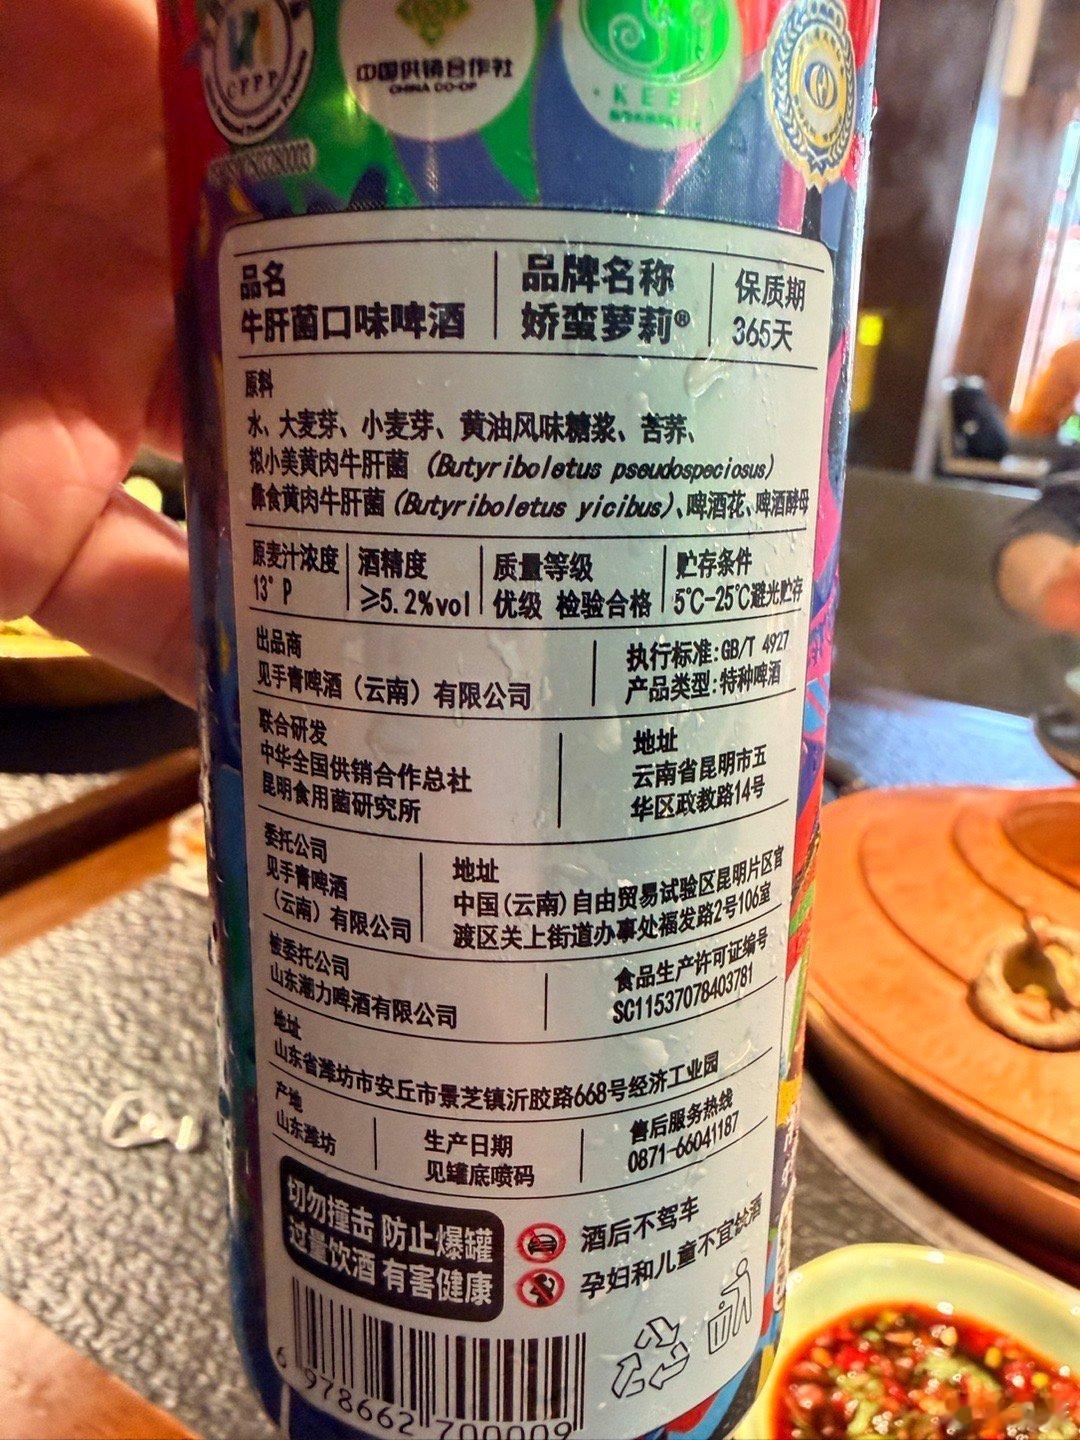 CFPP
中国供销合作社
CHINA CO-OP
品名
牛肝菌口味啤酒
品牌名称
娇蛮萝莉®
保质期
365天
原料
水、大麦芽、小麦芽、黄油风味糖浆、苦荞、
拟小美黄肉牛肝菌 (Butyriboletus pseudospeciosus)
彝食黄肉牛肝菌(Butyriboletus yicibus)、啤酒花、啤酒酵母
原麦汁浓度
13°P
酒精度
≥5.2%vol
质量等级
优级 检验合格
贮存条件
5℃-25℃避光贮存
出品商
见手青啤酒（云南）有限公司
执行标准:GB/T 4927
产品类型:特种啤酒
联合研发
中华全国供销合作总社
昆明食用菌研究所
地址
云南省昆明市五
华区政教路14号
委托公司
见手青啤酒
（云南）有限公司
地址
中国(云南)自由贸易试验区昆明片区官
渡区关上街道办事处福发路2号106室
被委托公司
山东潮力啤酒有限公司
食品生产许可证编号
SC11537078403781
地址
山东省潍坊市安丘市景芝镇沂胶路668号经济工业园
产地
山东潍坊
生产日期
见罐底喷码
售后服务热线
0871-66041187
切勿撞击 防止爆罐
过量饮酒 有害健康
酒后不驾车
孕妇和儿童不宜饮酒
6 978662 700009